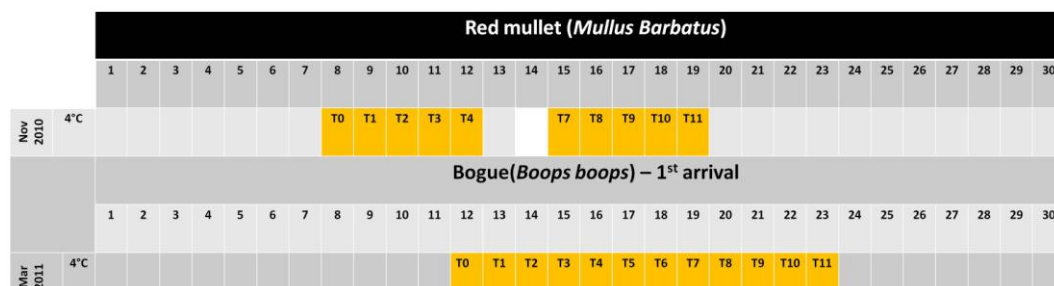 Red mullet (Mullus Barbatus)
1 2 3 4 5 6 7 8 9 10 11 12 13 14 15 16 17 18 19 20 21 22 23 24 25 26 27 28 29 30
Nov 2010 4°C T0 T1 T2 T3 T4 T7 T8 T9 T10 T11
Bogue(Boops boops) – 1st arrival
1 2 3 4 5 6 7 8 9 10 11 12 13 14 15 16 17 18 19 20 21 22 23 24 25 26 27 28 29 30
Mar 2011 4°C T0 T1 T2 T3 T4 T5 T6 T7 T8 T9 T10 T11